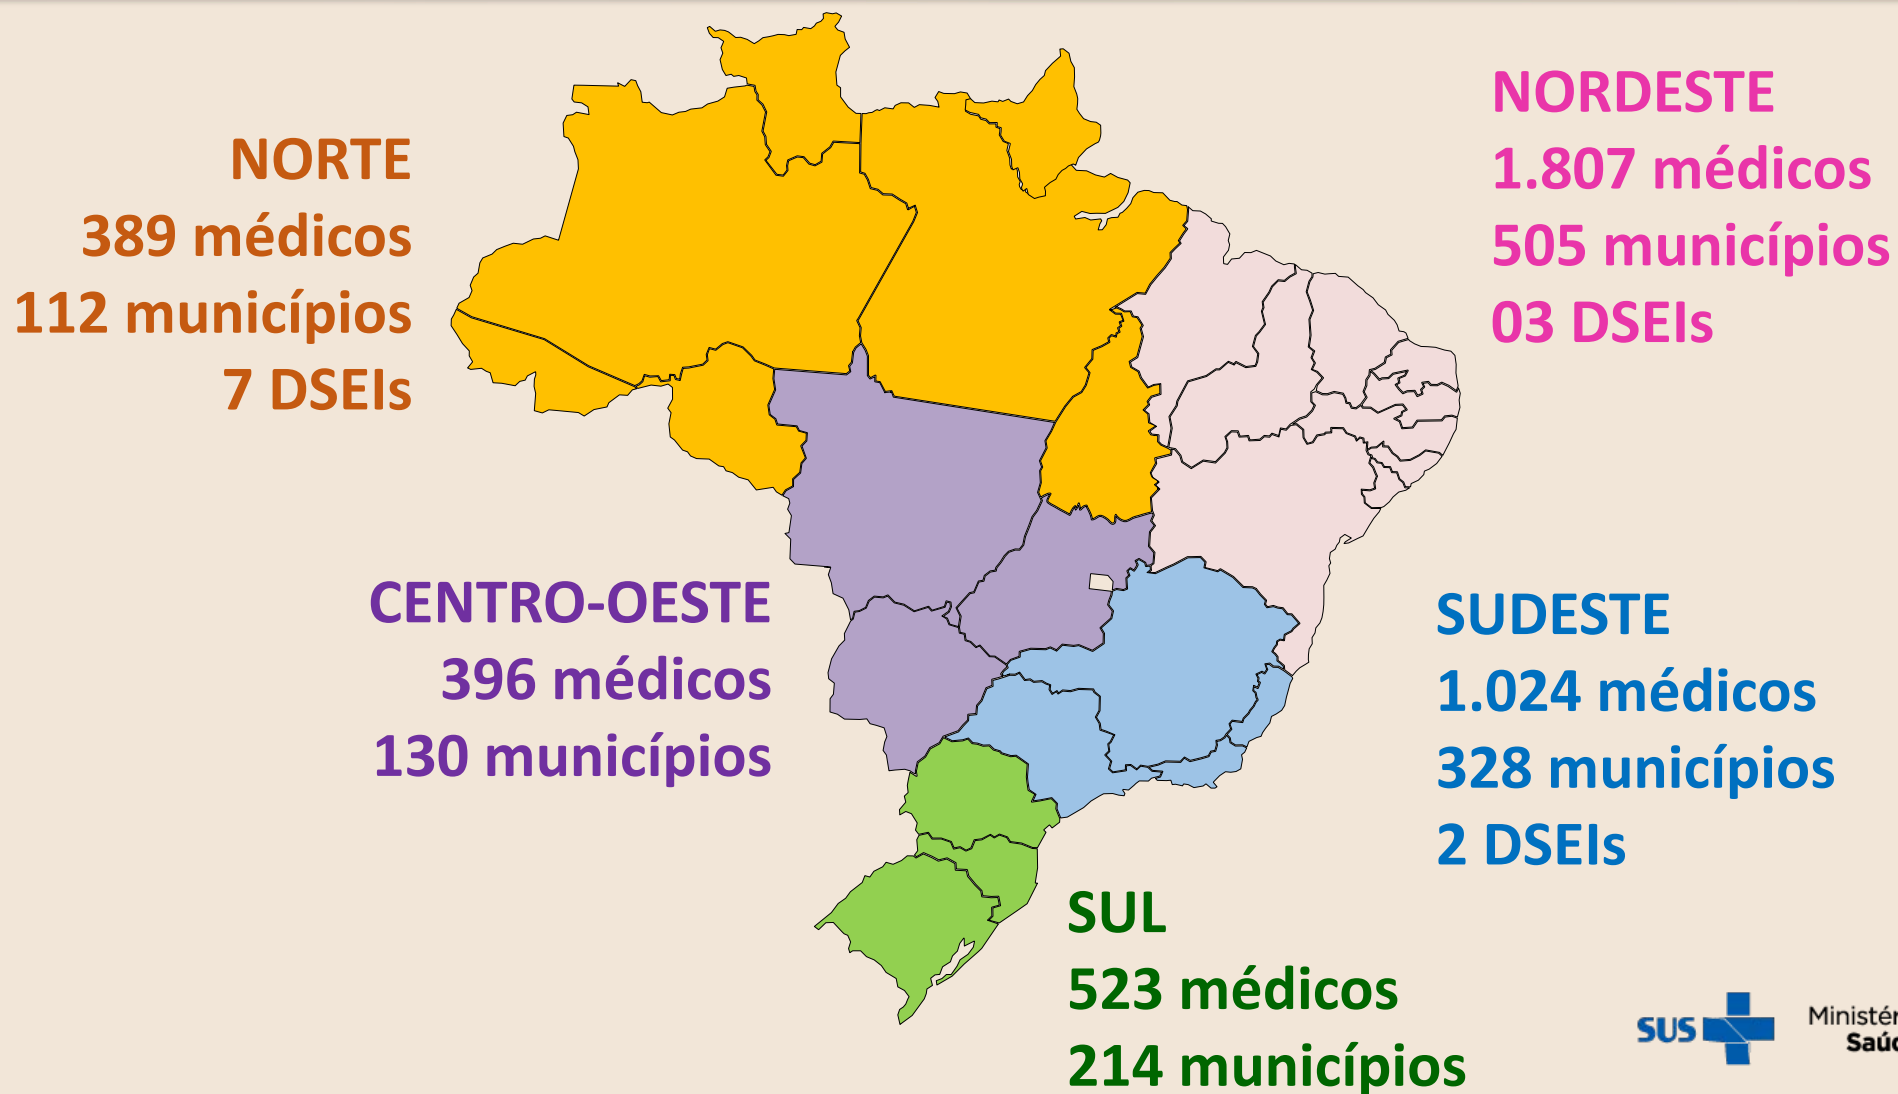 NORTE
389 médicos
112 municípios
7 DSEIs
NORDESTE
1.807 médicos
505 municípios
03 DSEIs
CENTRO-OESTE
396 médicos
130 municípios
SUDESTE
1.024 médicos
328 municípios
2 DSEIs
SUL
523 médicos
214 municípios
SUS